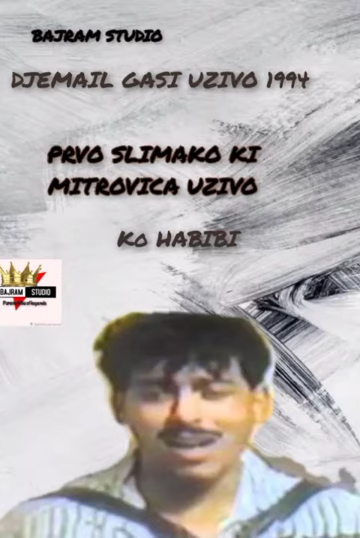 BAJRAM STUDIO
DJEMAIL GASI UZIVO 1994
PRVO SLIMAKO KI
MITROVICA UZIVO
Ko HABIBI
BAJRAM STUDIO